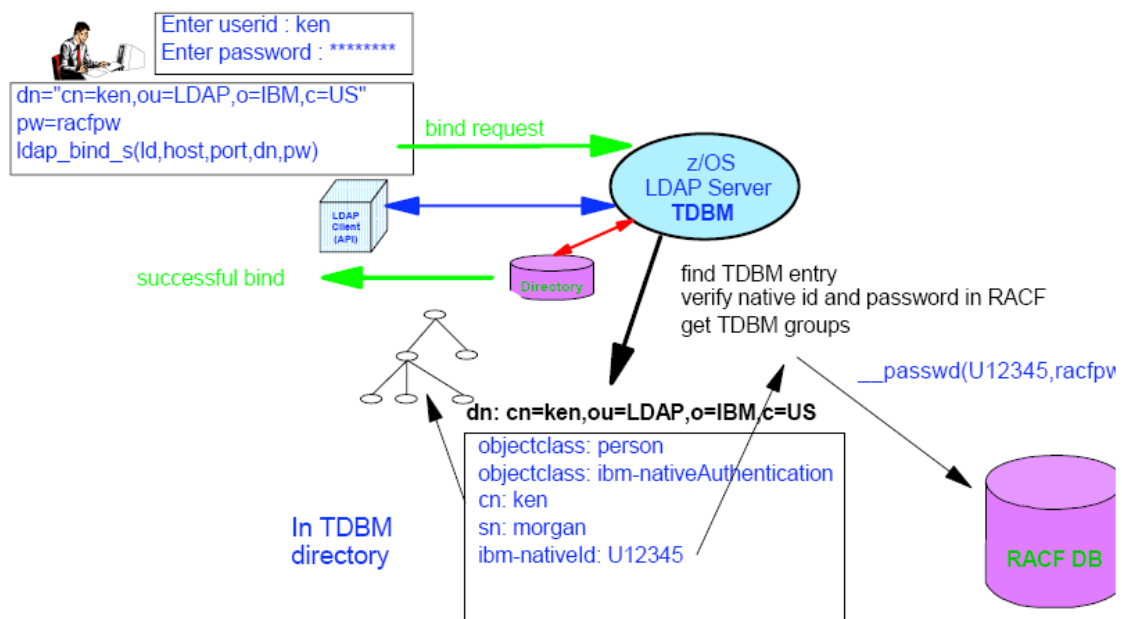 Enter userid : ken
Enter password : ********
dn="cn=ken,ou=LDAP,o=IBM,c=US"
pw=racfpw
ldap_bind_s(ld,host,port,dn,pw)
bind request
z/OS
LDAP Server
TDBM
LDAP
Client
(API)
successful bind
Directory
find TDBM entry
verify native id and password in RACF
get TDBM groups
__passwd(U12345,racfpw
dn: cn=ken,ou=LDAP,o=IBM,c=US
objectclass: person
objectclass: ibm-nativeAuthentication
cn: ken
sn: morgan
ibm-nativeId: U12345
In TDBM
directory
RACF DB